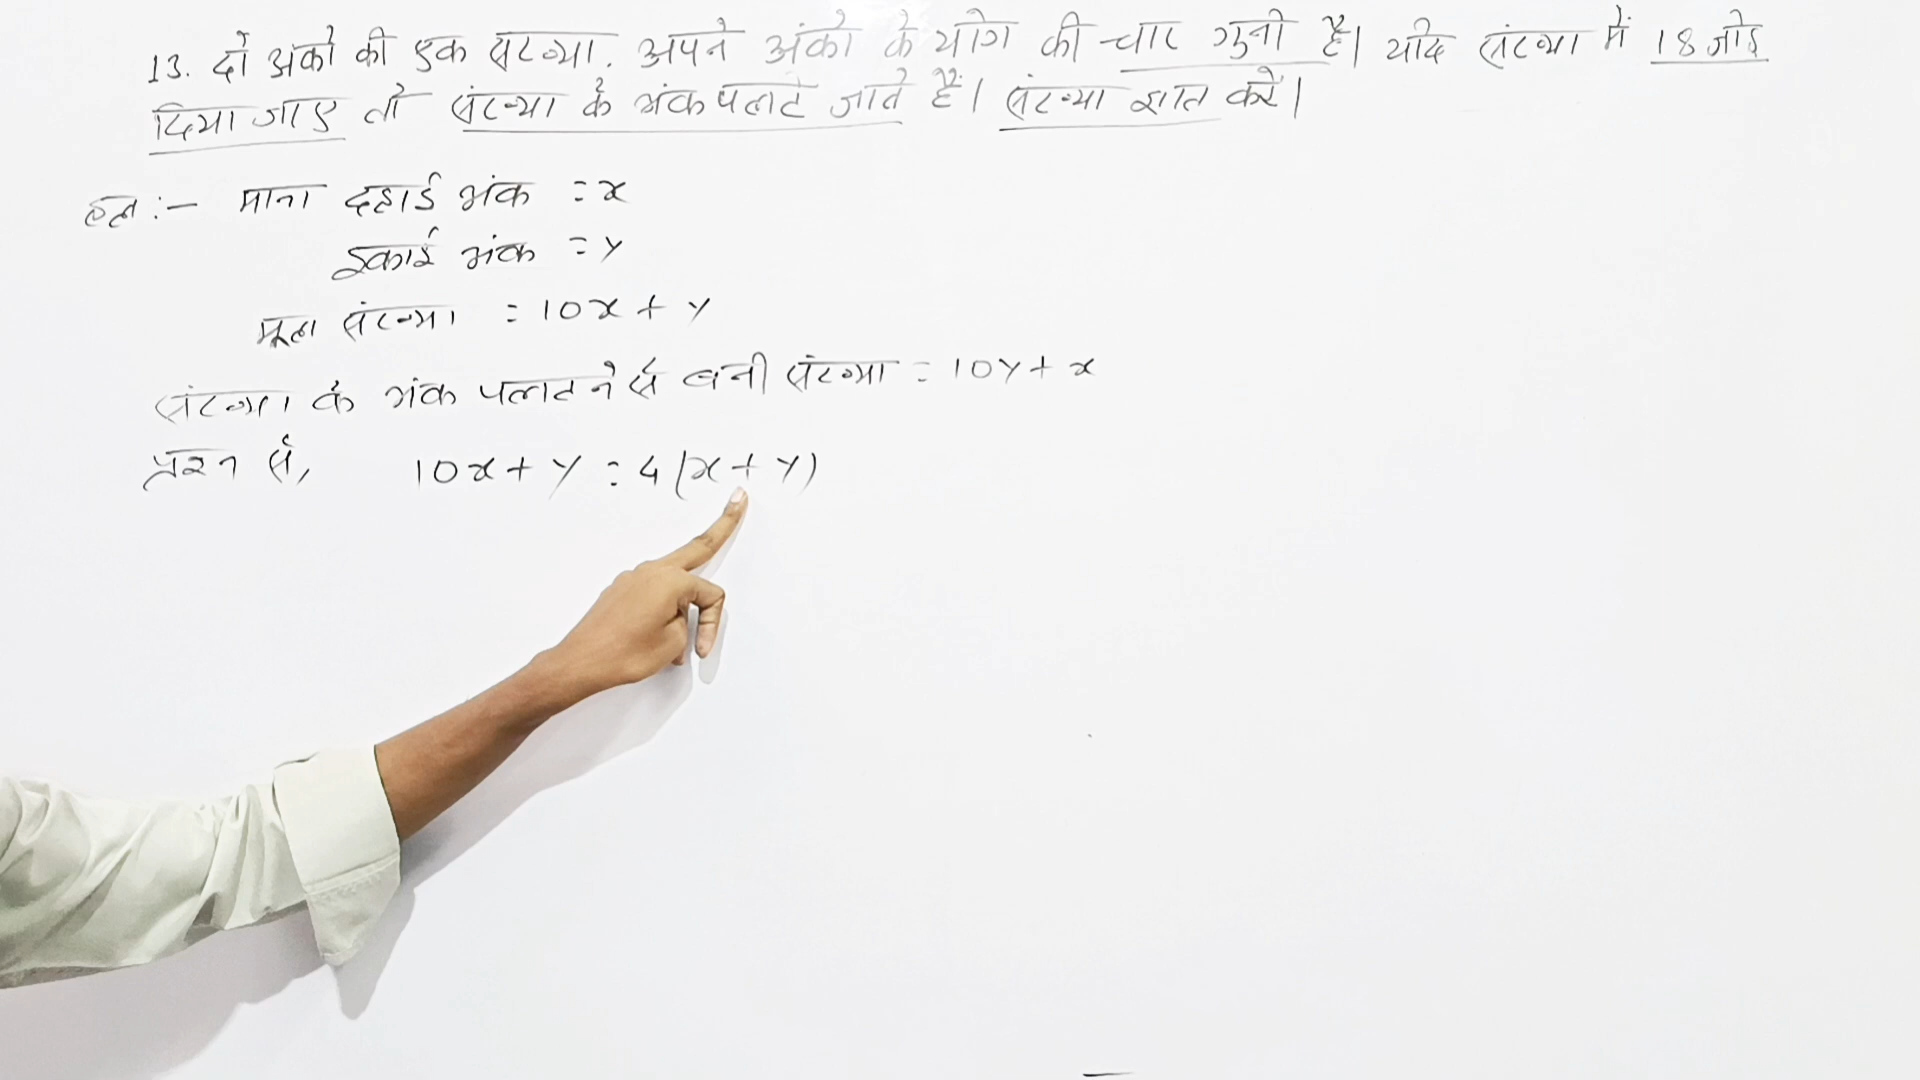 13. दो अंको की एक संख्या. अपने अंको के योग की चार गुनी है। यदि संख्या में 18 जोड़
दिया जाए तो संख्या के अंक पलट जाते हैं। संख्या ज्ञात करें।
हल :- माना दहाई अंक = x
इकाई अंक = y
मूल संख्या = 10x + y
संख्या के अंक पलटने से बनी संख्या = 10y + x
प्रश्न से, 10x + y = 4(x + y)